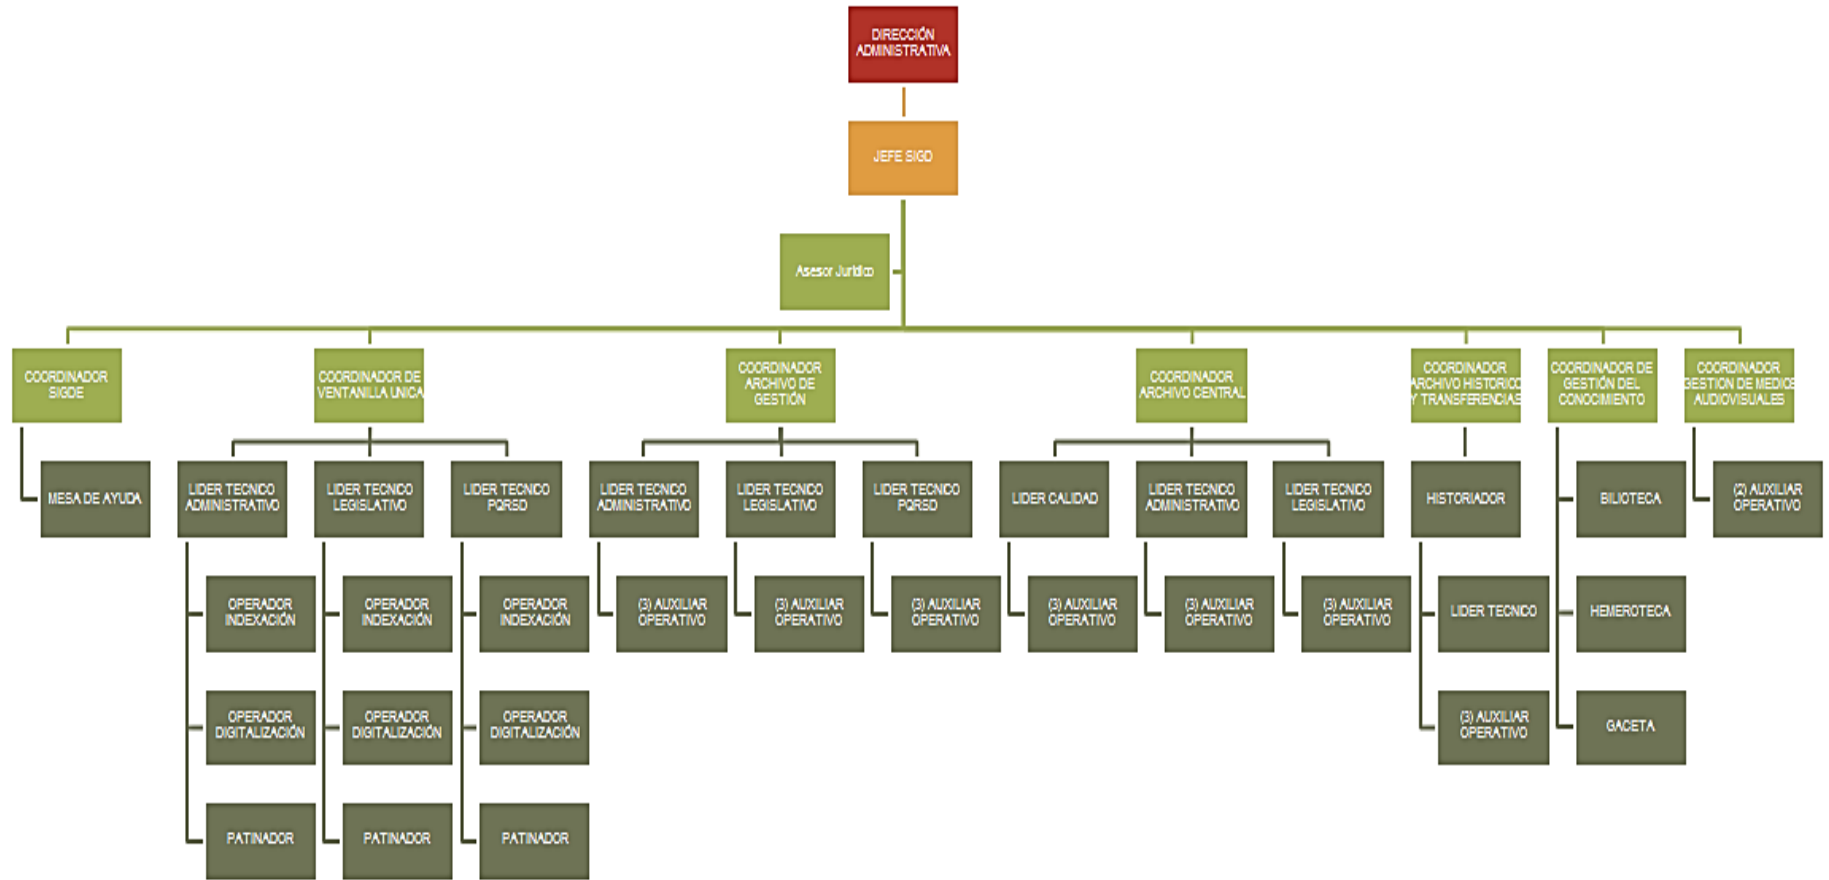 DIRECCIÓN
ADMINISTRATIVA
JEFE SIGD
Asesor Jurídico
COORDINADOR
SIGDE
COORDINADOR DE
VENTANILLA UNICA
COORDINADOR
ARCHIVO DE
GESTIÓN
COORDINADOR
ARCHIVO CENTRAL
COORDINADOR
ARCHIVO HISTORICO
Y TRANSFERENCIAS
COORDINADOR DE
GESTIÓN DEL
CONOCIMIENTO
COORDINADOR
GESTION DE MEDIOS
AUDIOVISUALES
MESA DE AYUDA
LIDER TECNICO
ADMINISTRATIVO
LIDER TECNICO
LEGISLATIVO
LIDER TECNICO
PQRSD
LIDER TECNICO
ADMINISTRATIVO
LIDER TECNICO
LEGISLATIVO
LIDER TECNICO
PQRSD
LIDER CALIDAD
LIDER TECNICO
ADMINISTRATIVO
LIDER TECNICO
LEGISLATIVO
HISTORIADOR
BILIOTECA
(2) AUXILIAR
OPERATIVO
OPERADOR
INDEXACIÓN
OPERADOR
INDEXACIÓN
OPERADOR
INDEXACIÓN
(3) AUXILIAR
OPERATIVO
(3) AUXILIAR
OPERATIVO
(3) AUXILIAR
OPERATIVO
(3) AUXILIAR
OPERATIVO
(3) AUXILIAR
OPERATIVO
(3) AUXILIAR
OPERATIVO
LIDER TECNICO
HEMEROTECA
OPERADOR
DIGITALIZACIÓN
OPERADOR
DIGITALIZACIÓN
OPERADOR
DIGITALIZACIÓN
(3) AUXILIAR
OPERATIVO
GACETA
PATINADOR
PATINADOR
PATINADOR